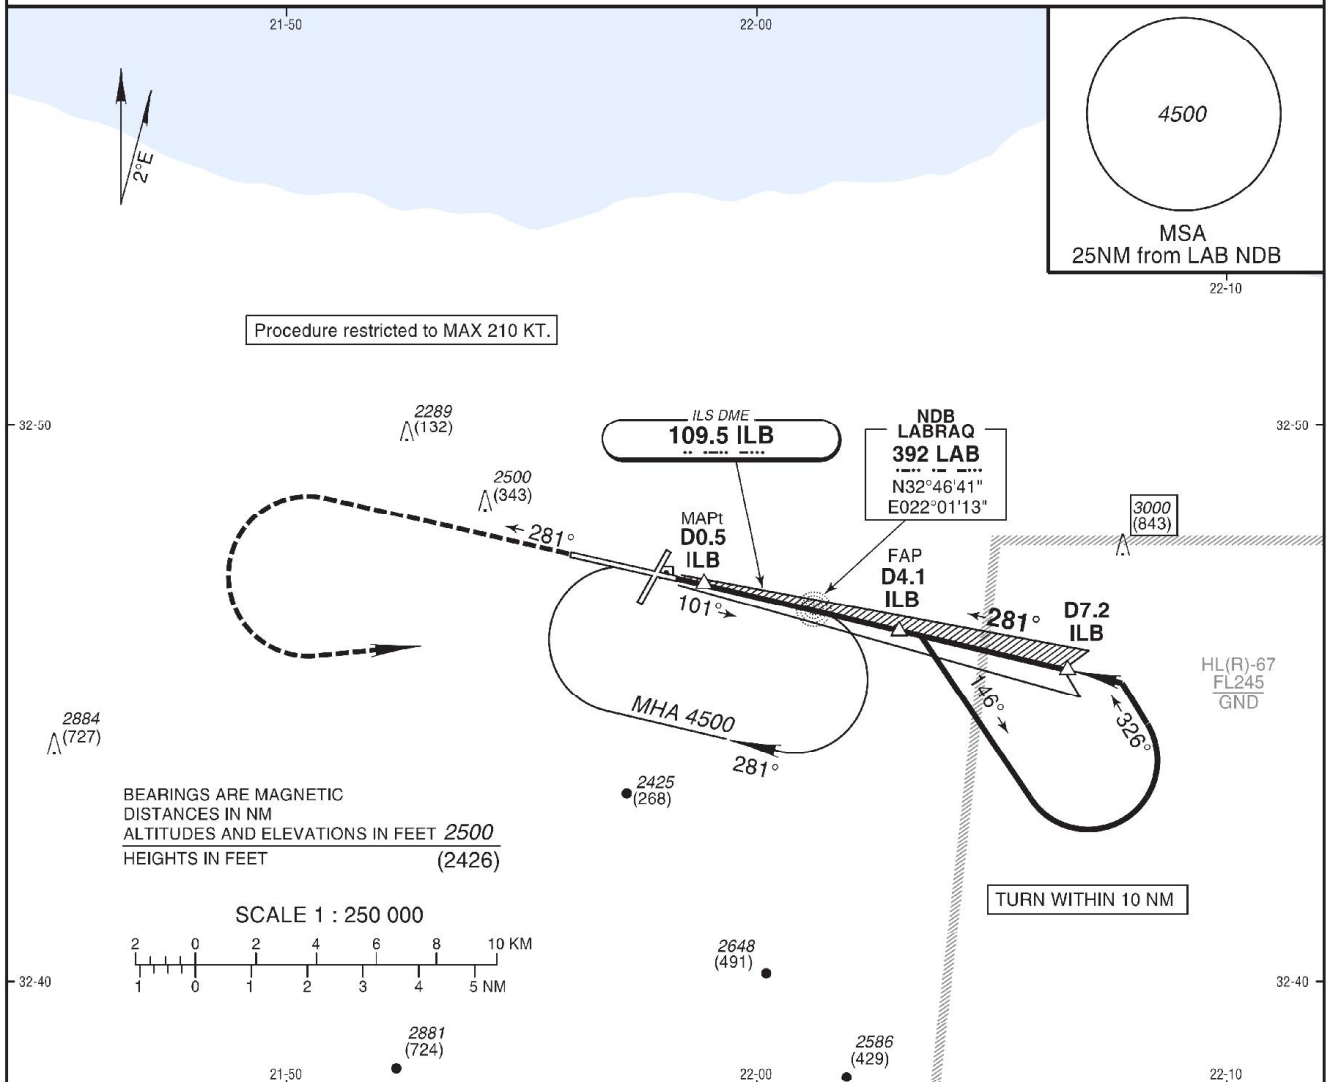 21-50
22-00
4500
MSA
25NM from LAB NDB
22-10
2°E
Procedure restricted to MAX 210 KT.
2289
(132)
32-50
32-50
ILS DME
109.5 ILB
NDB
LABRAQ
392 LAB
N32°46'41"
E022°01'13"
2500
(343)
3000
(843)
281°
MAPt
D0.5
ILB
FAP
D4.1
ILB
101°
281°
D7.2
ILB
HL(R)-67
FL245
GND
146°
326°
MHA 4500
281°
2884
(727)
2425
(268)
BEARINGS ARE MAGNETIC
DISTANCES IN NM
ALTITUDES AND ELEVATIONS IN FEET 2500
HEIGHTS IN FEET (2426)
TURN WITHIN 10 NM
SCALE 1 : 250 000
2 0 2 4 6 8 10 KM
1 0 1 2 3 4 5 NM
2648
(491)
32-40
32-40
2881
(724)
2586
(429)
21-50
22-00
22-10